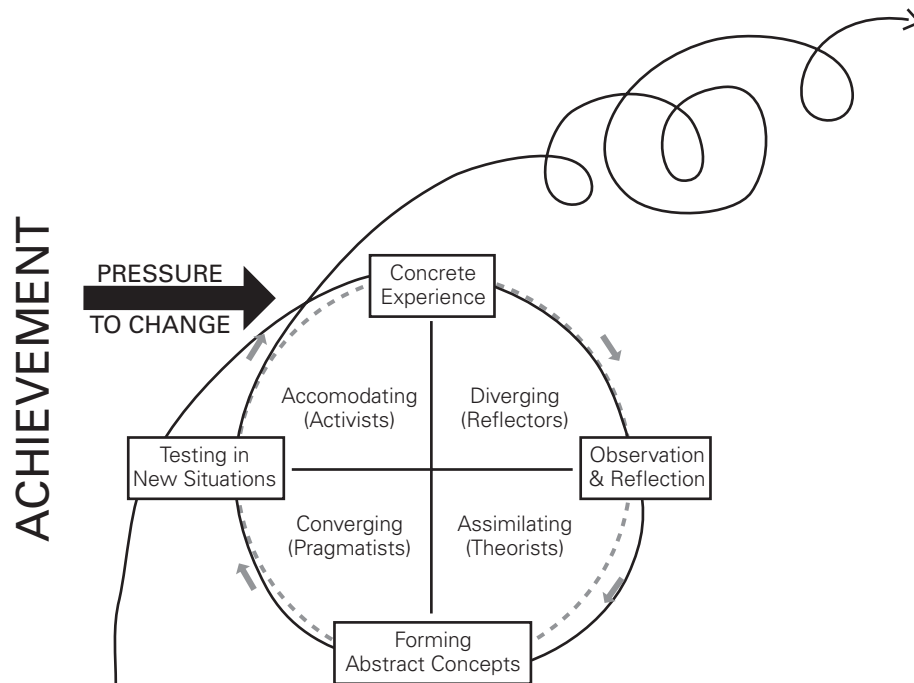 ACHIEVEMENT
PRESSURE
TO CHANGE
Concrete
Experience
Accomodating
(Activists)
Diverging
(Reflectors)
Testing in
New Situations
Observation
& Reflection
Converging
(Pragmatists)
Assimilating
(Theorists)
Forming
Abstract Concepts